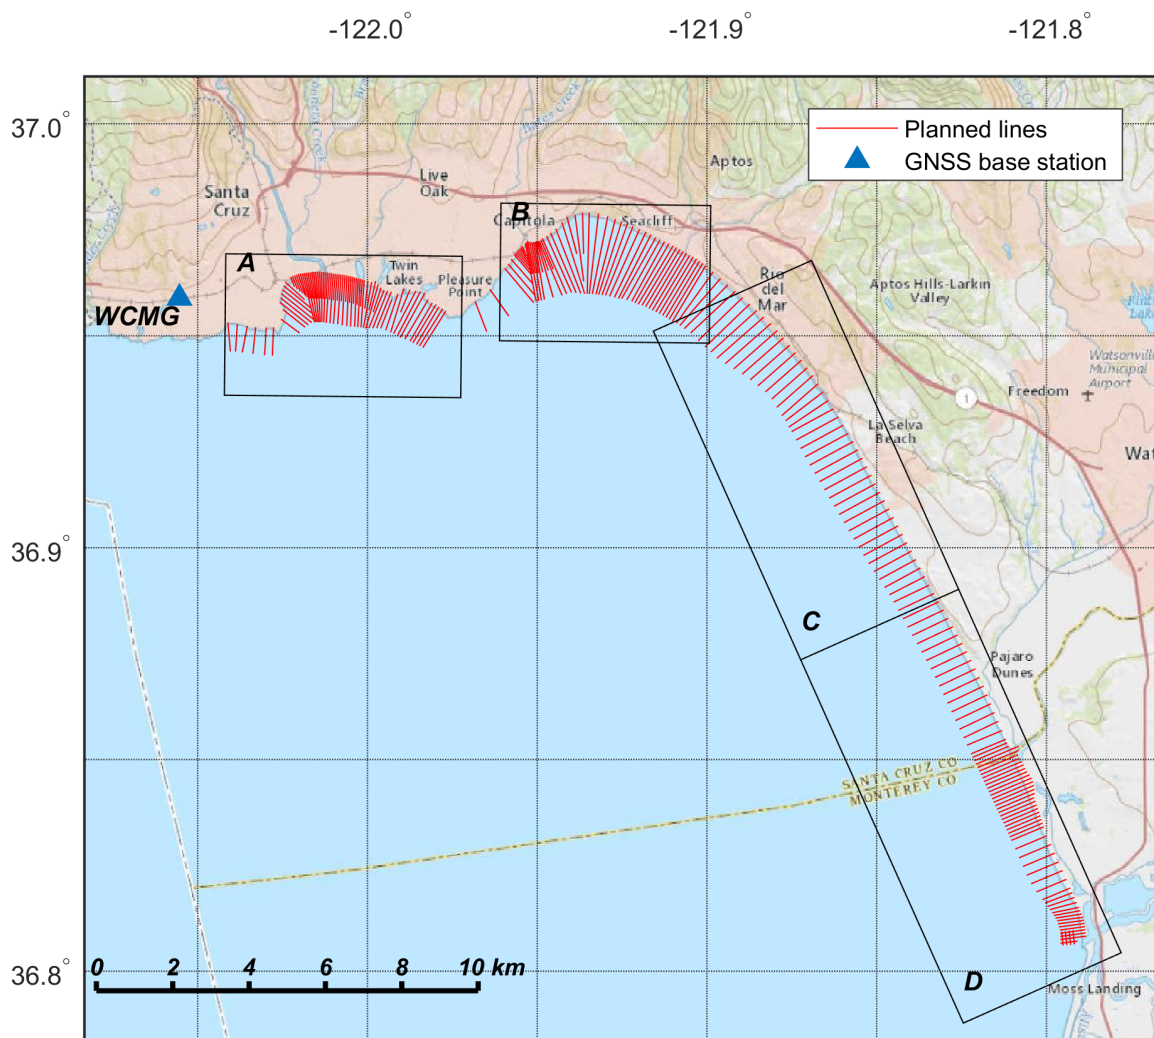 -122.0°
-121.9°
-121.8°
37.0°
36.9°
36.8°
Planned lines
GNSS base station
Aptos
Live
Oak
Santa
Cruz
B
Capitola
Seacliff
A
Twin
Lakes
Pleasure
Point
Rio
del
Mar
Aptos Hills-Larkin
Valley
WCMG
Watsonville
Municipal
Airport
Freedom
1
La Selva
Beach
Wat
C
Pajaro
Dunes
SANTA CRUZ CO
MONTEREY CO
0 2 4 6 8 10 km
D
Moss Landing